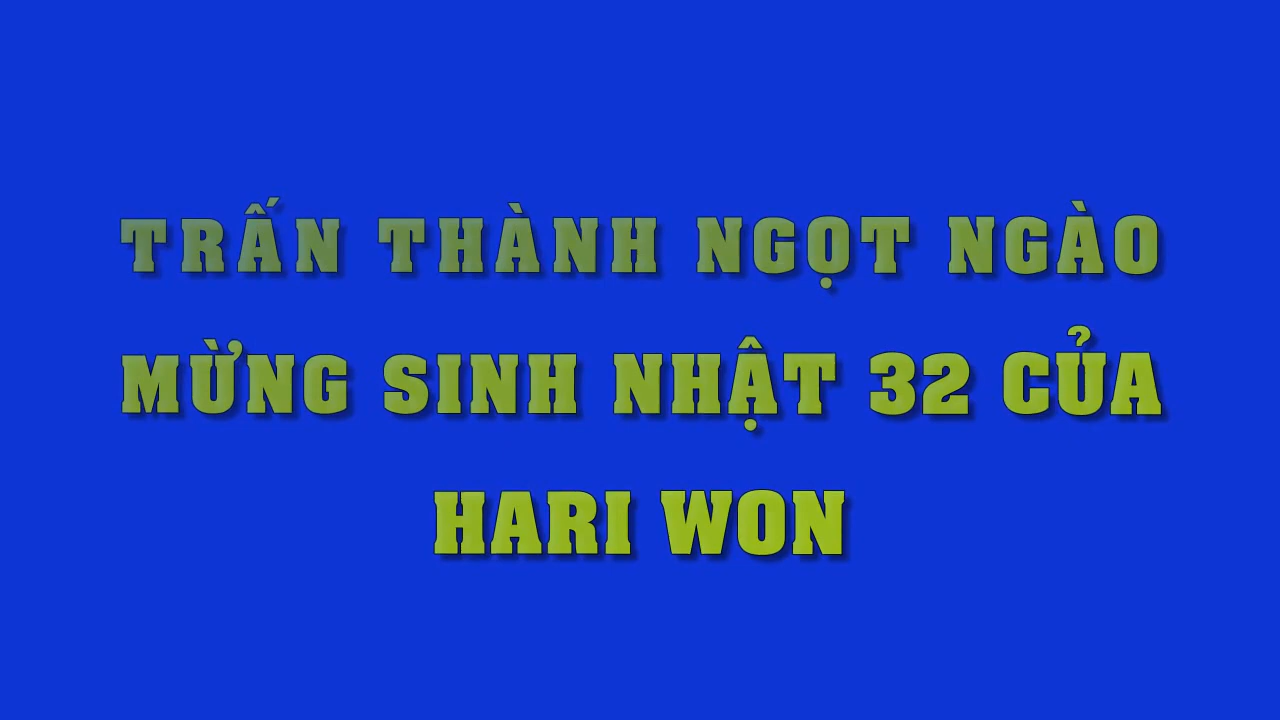 TRẤN THÀNH NGỌT NGÀO
MỪNG SINH NHẬT 32 CỦA
HARI WON